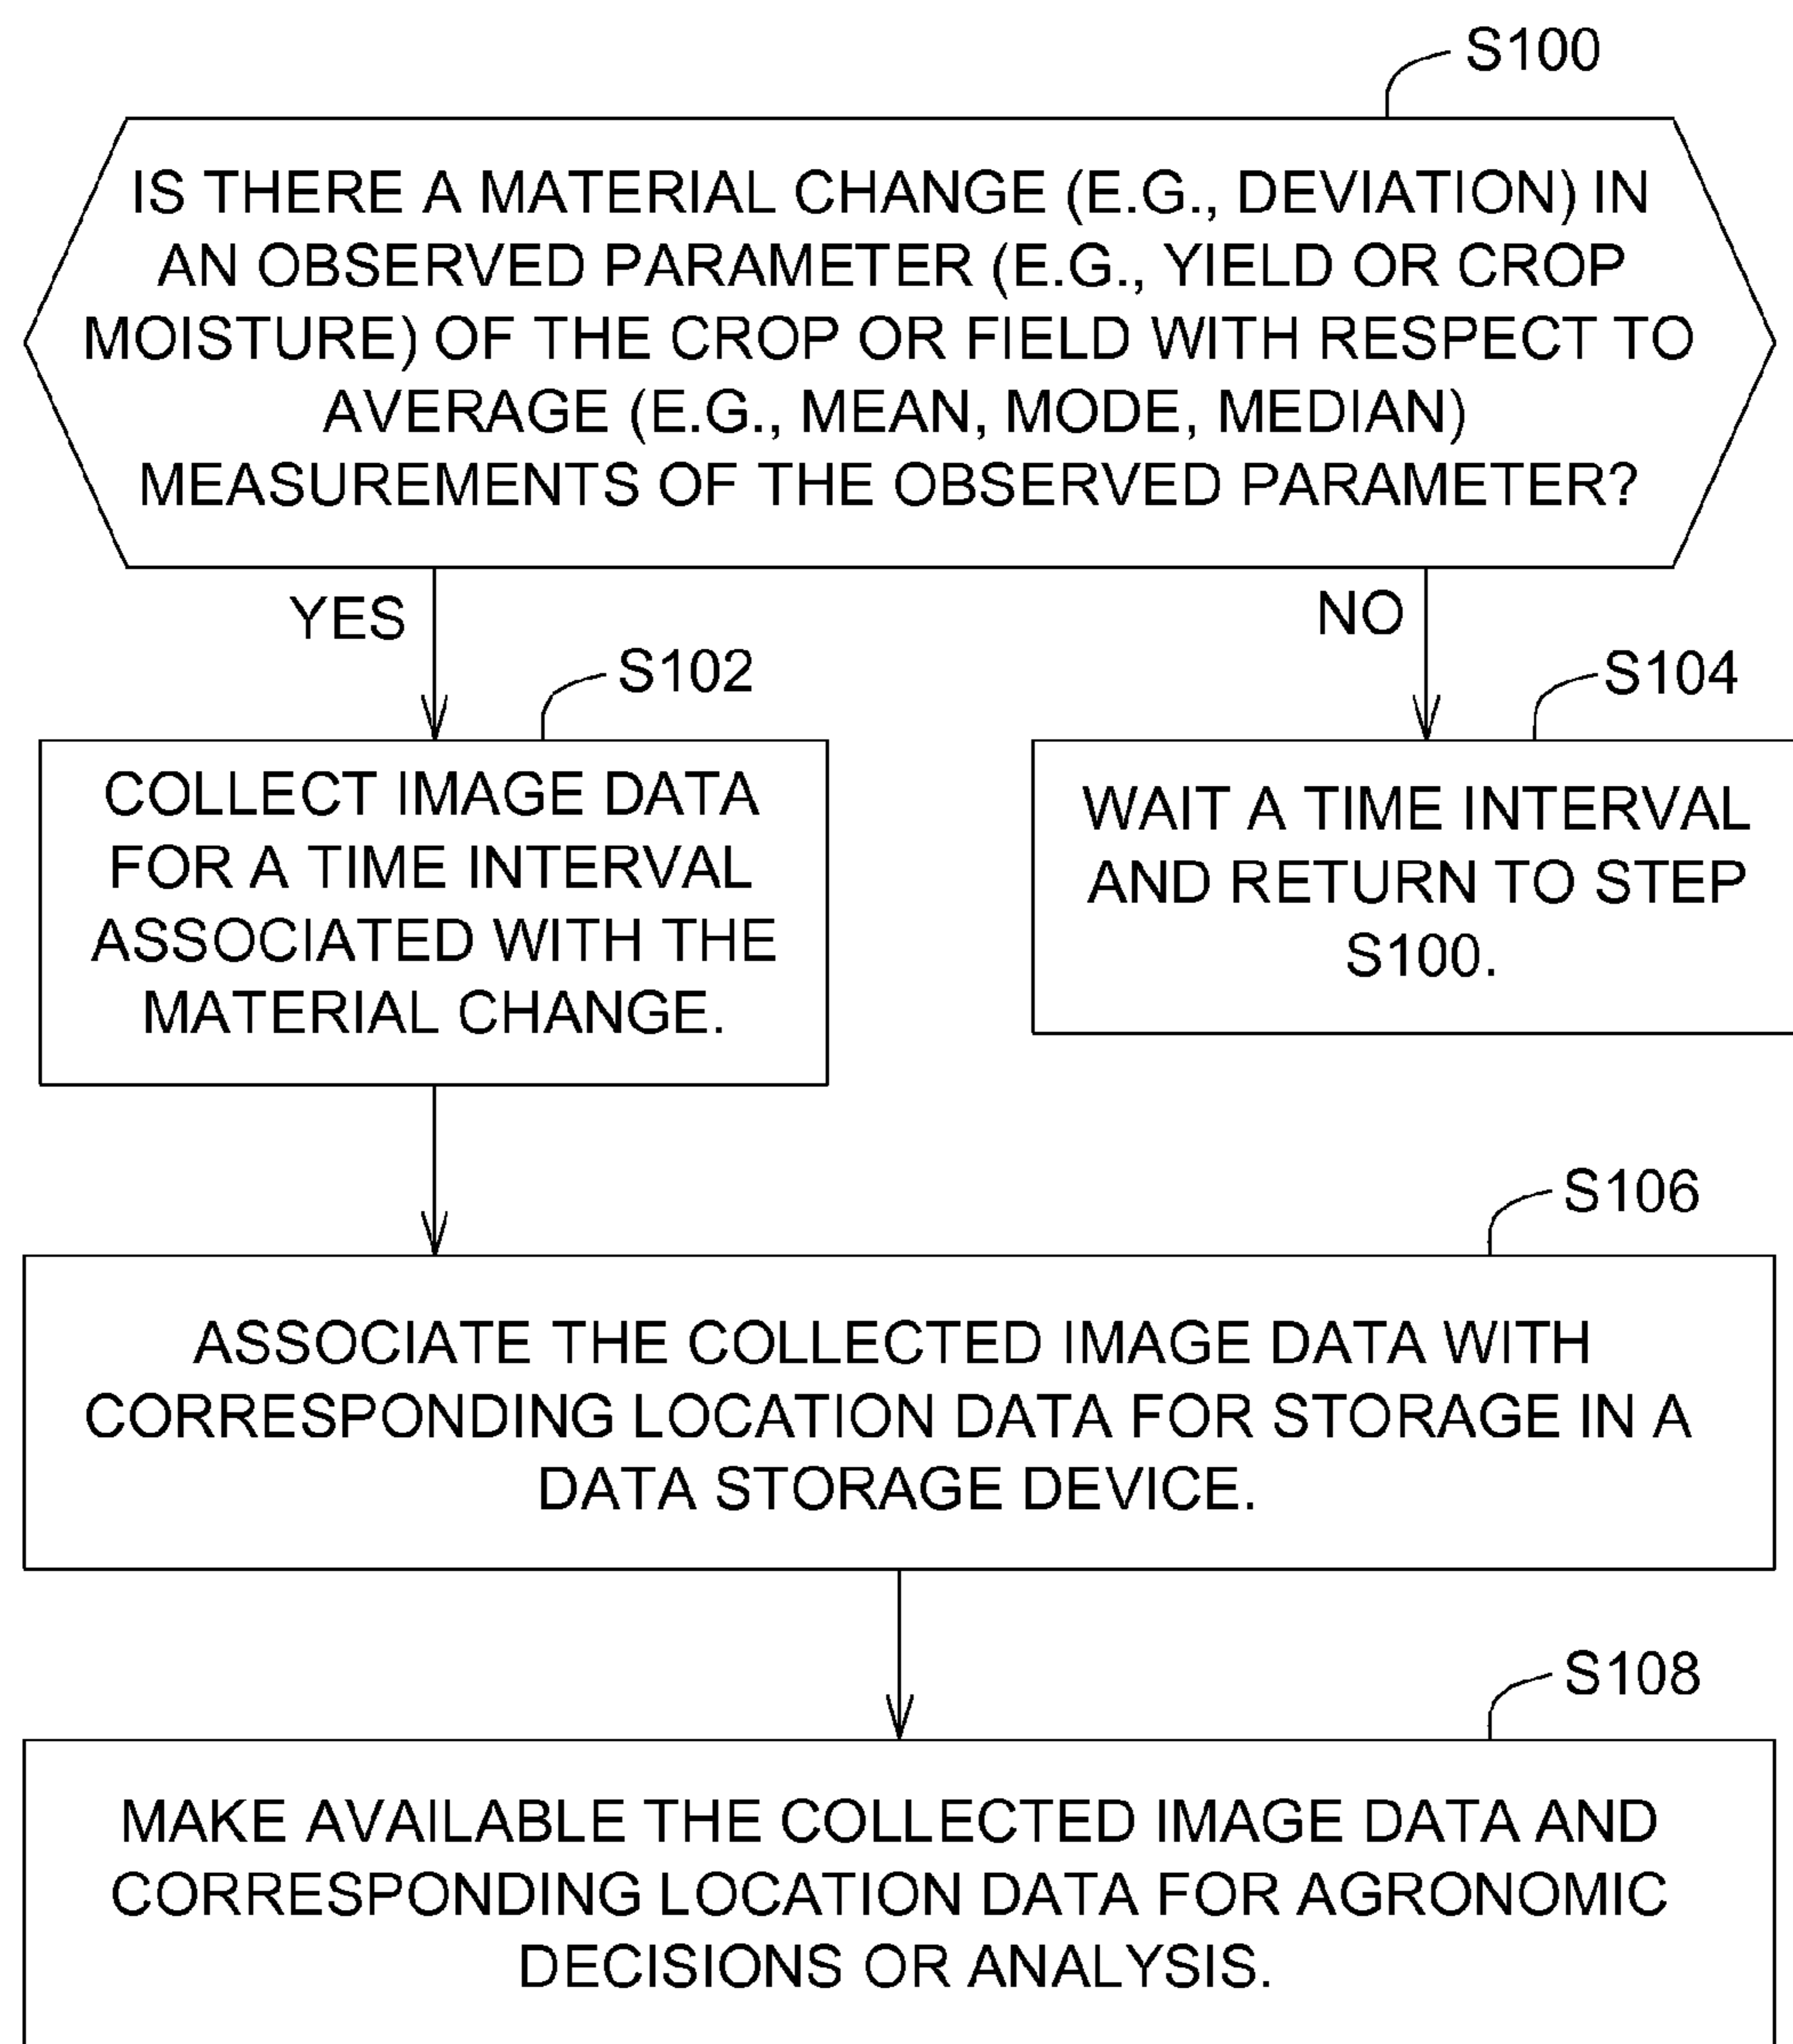 S100
IS THERE A MATERIAL CHANGE (E.G., DEVIATION) IN
AN OBSERVED PARAMETER (E.G., YIELD OR CROP
MOISTURE) OF THE CROP OR FIELD WITH RESPECT TO
AVERAGE (E.G., MEAN, MODE, MEDIAN)
MEASUREMENTS OF THE OBSERVED PARAMETER?
YES
NO
S102
COLLECT IMAGE DATA
FOR A TIME INTERVAL
ASSOCIATED WITH THE
MATERIAL CHANGE.
S104
WAIT A TIME INTERVAL
AND RETURN TO STEP
S100.
S106
ASSOCIATE THE COLLECTED IMAGE DATA WITH
CORRESPONDING LOCATION DATA FOR STORAGE IN A
DATA STORAGE DEVICE.
S108
MAKE AVAILABLE THE COLLECTED IMAGE DATA AND
CORRESPONDING LOCATION DATA FOR AGRONOMIC
DECISIONS OR ANALYSIS.